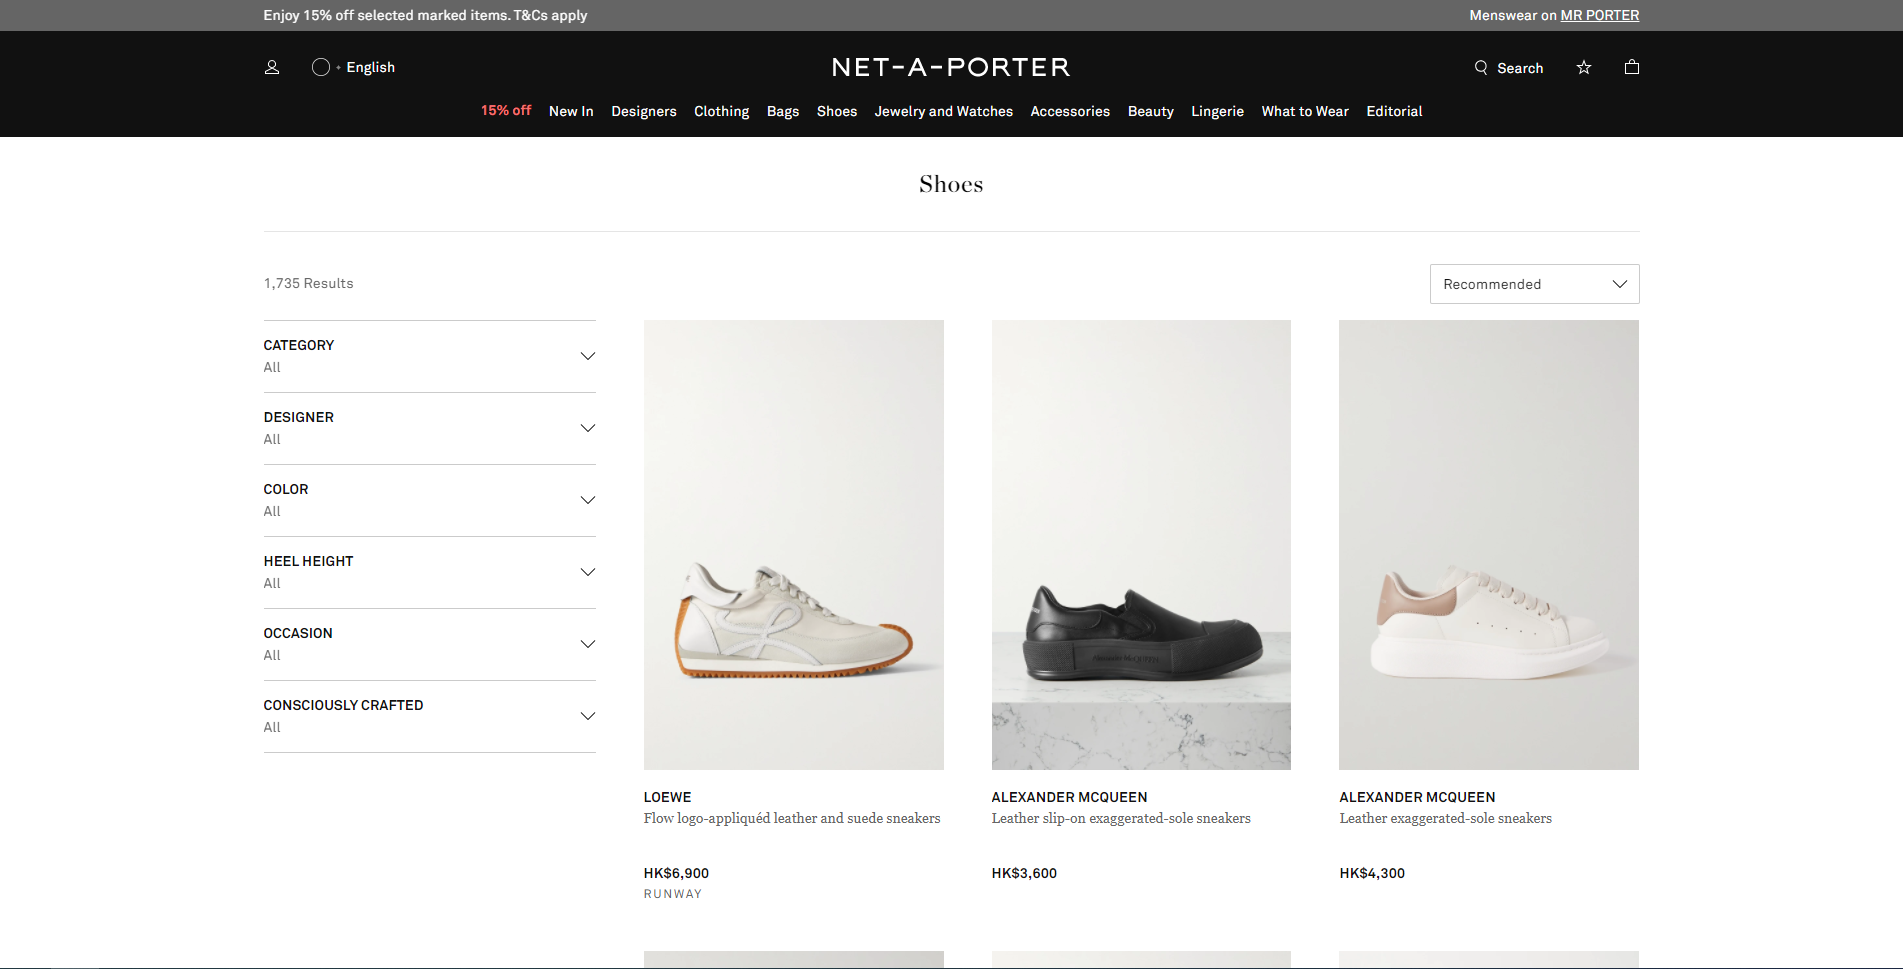 Enjoy 15% off selected marked items. T&Cs apply
Menswear on MR PORTER
English
NET-A-PORTER
Search
15% off New In Designers Clothing Bags Shoes Jewelry and Watches Accessories Beauty Lingerie What to Wear Editorial
Shoes
1,735 Results
Recommended
CATEGORY
All
DESIGNER
All
COLOR
All
HEEL HEIGHT
All
OCCASION
All
CONSCIOUSLY CRAFTED
All
LOEWE
Flow logo-appliquéd leather and suede sneakers
HK$6,900
RUNWAY
ALEXANDER MCQUEEN
Leather slip-on exaggerated-sole sneakers
HK$3,600
ALEXANDER MCQUEEN
Leather exaggerated-sole sneakers
HK$4,300